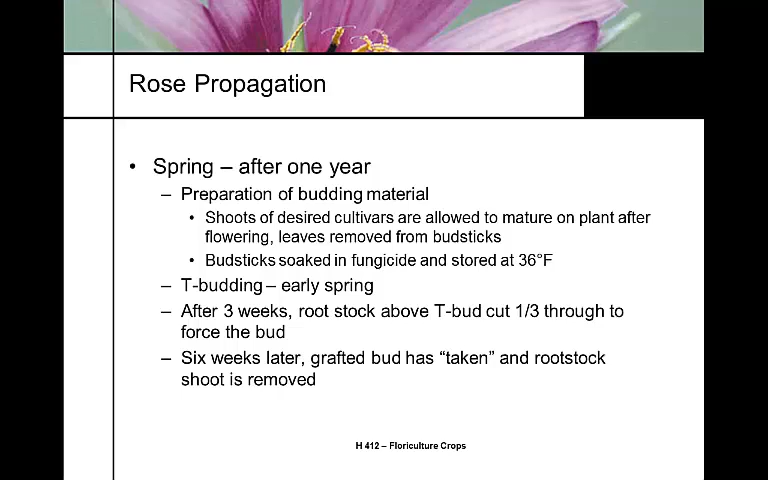 Rose Propagation
• Spring – after one year
– Preparation of budding material
• Shoots of desired cultivars are allowed to mature on plant after
flowering, leaves removed from budsticks
• Budsticks soaked in fungicide and stored at 36°F
– T-budding – early spring
– After 3 weeks, root stock above T-bud cut 1/3 through to
force the bud
– Six weeks later, grafted bud has “taken” and rootstock
shoot is removed
H 412 – Floriculture Crops